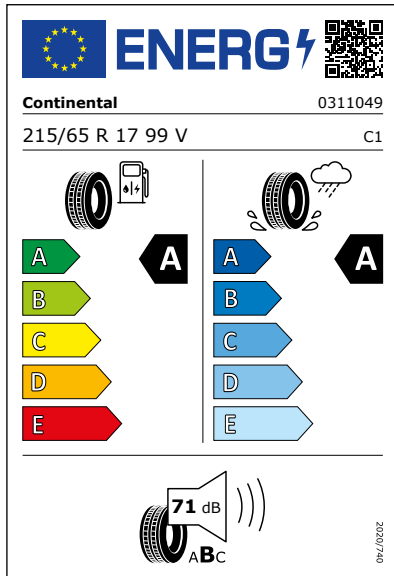 ENERG
Continental 0311049
215/65 R 17 99 V C1
A A A A
B B
C C
D D
E E
71 dB
ABC
2020/740